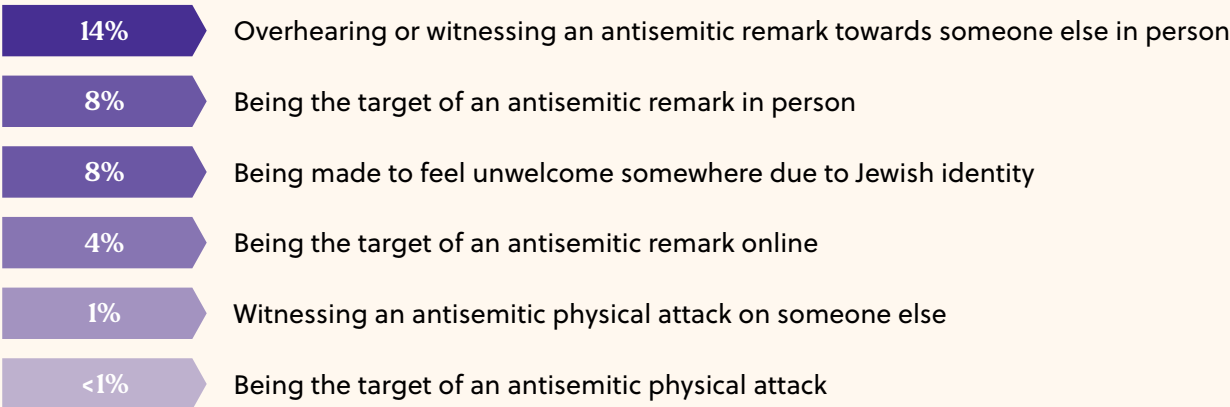 14% Overhearing or witnessing an antisemitic remark towards someone else in person
8% Being the target of an antisemitic remark in person
8% Being made to feel unwelcome somewhere due to Jewish identity
4% Being the target of an antisemitic remark online
1% Witnessing an antisemitic physical attack on someone else
<1% Being the target of an antisemitic physical attack